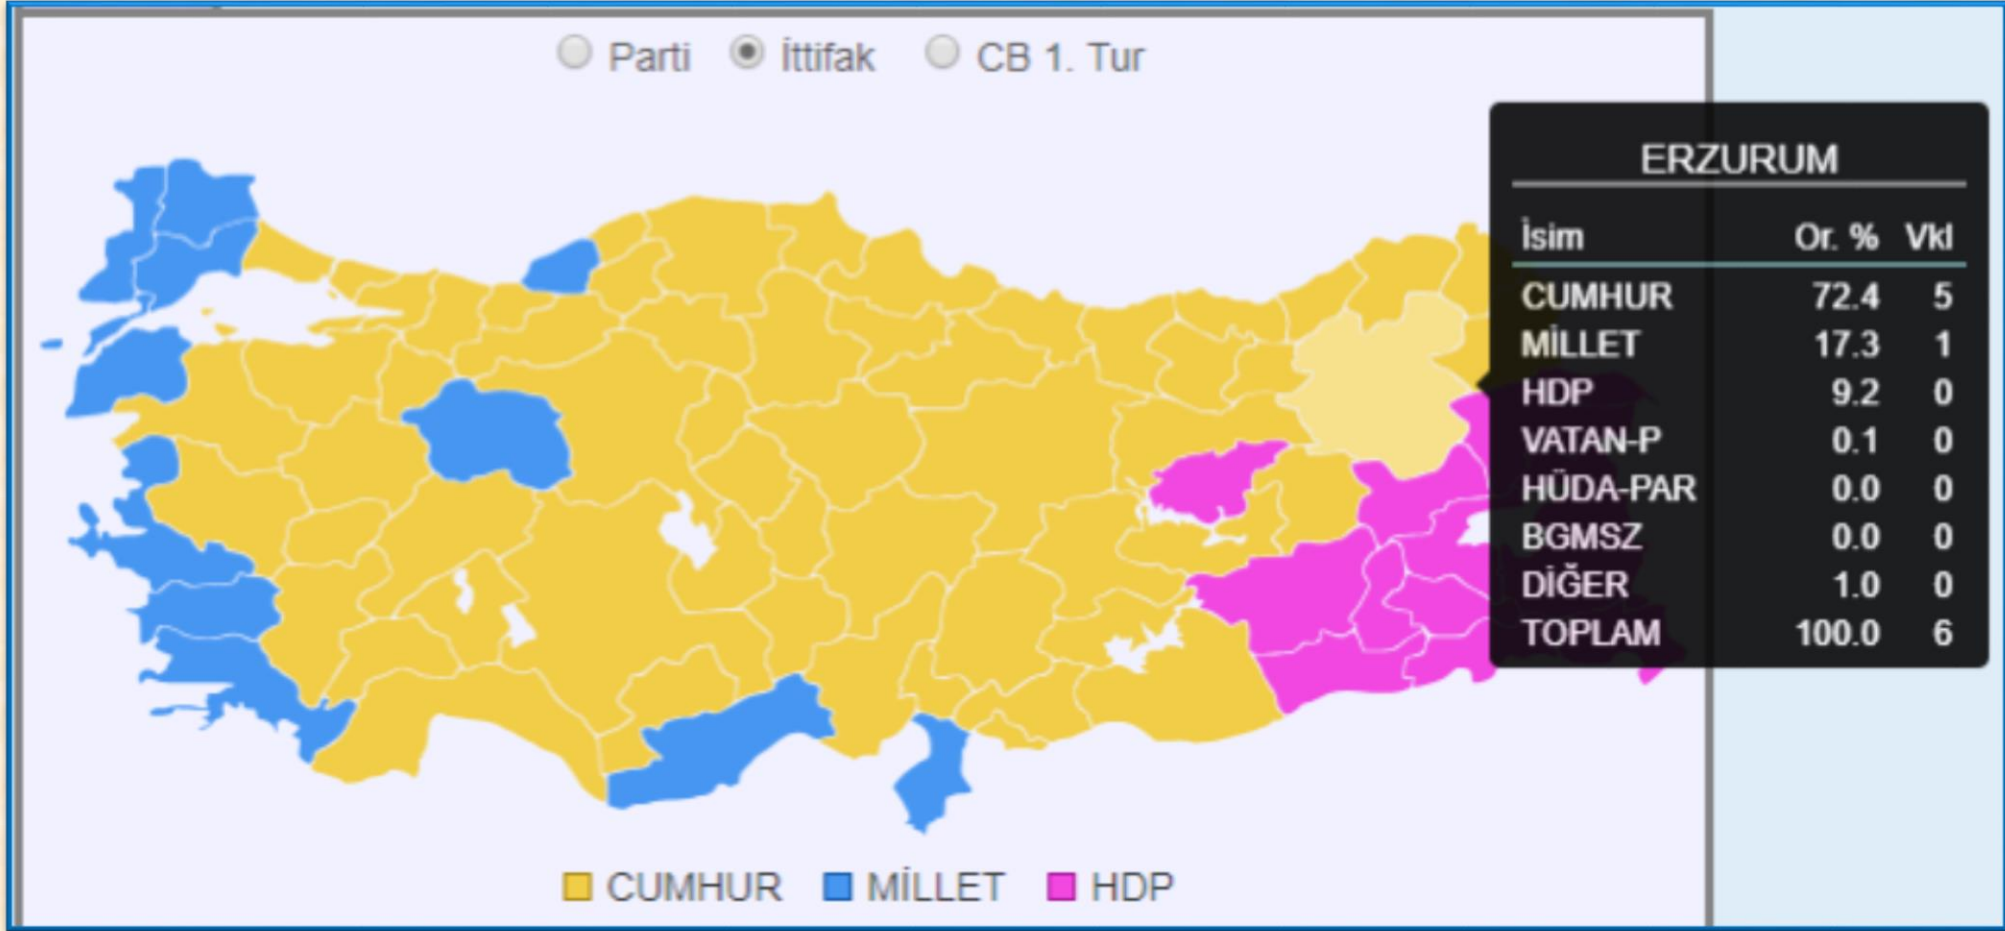 Parti İttifak CB 1. Tur
ERZURUM
İsim Or. % Vkl
CUMHUR 72.4 5
MİLLET 17.3 1
HDP 9.2 0
VATAN-P 0.1 0
HÜDA-PAR 0.0 0
BGMSZ 0.0 0
DİĞER 1.0 0
TOPLAM 100.0 6
CUMHUR MİLLET HDP